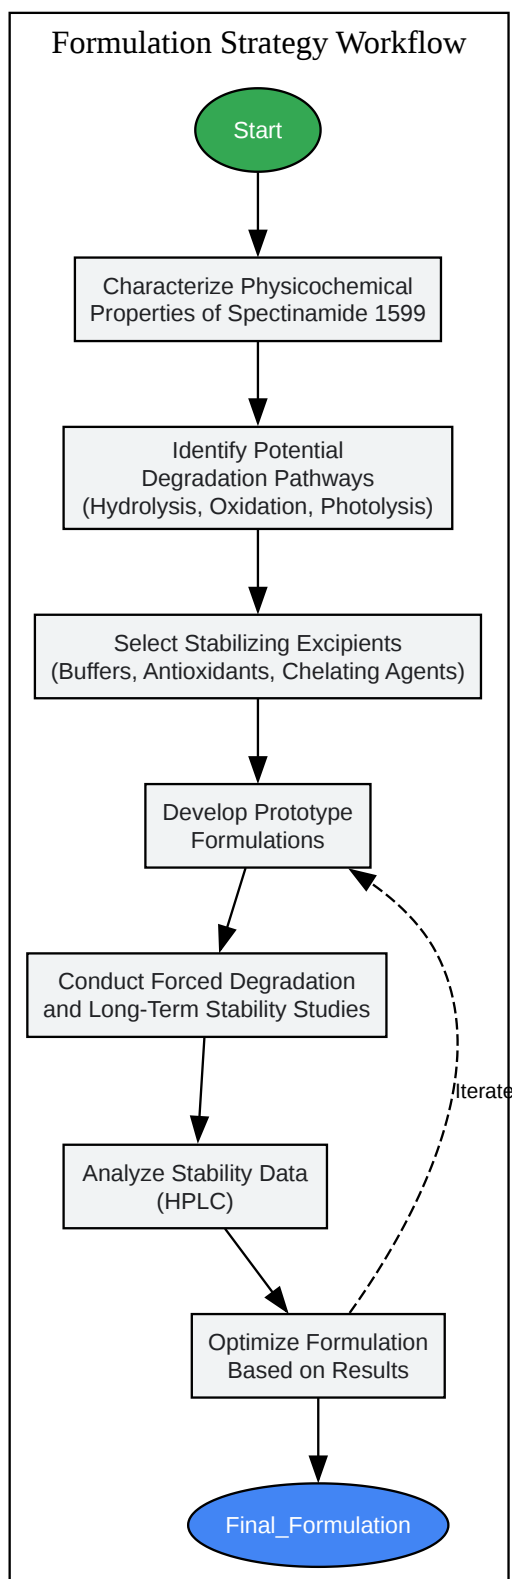 Formulation Strategy Workflow
Start
Characterize Physicochemical
Properties of Spectinamide 1599
Identify Potential
Degradation Pathways
(Hydrolysis, Oxidation, Photolysis)
Select Stabilizing Excipients
(Buffers, Antioxidants, Chelating Agents)
Develop Prototype
Formulations
Conduct Forced Degradation
and Long-Term Stability Studies
Iterate
Analyze Stability Data
(HPLC)
Optimize Formulation
Based on Results
Final_Formulation